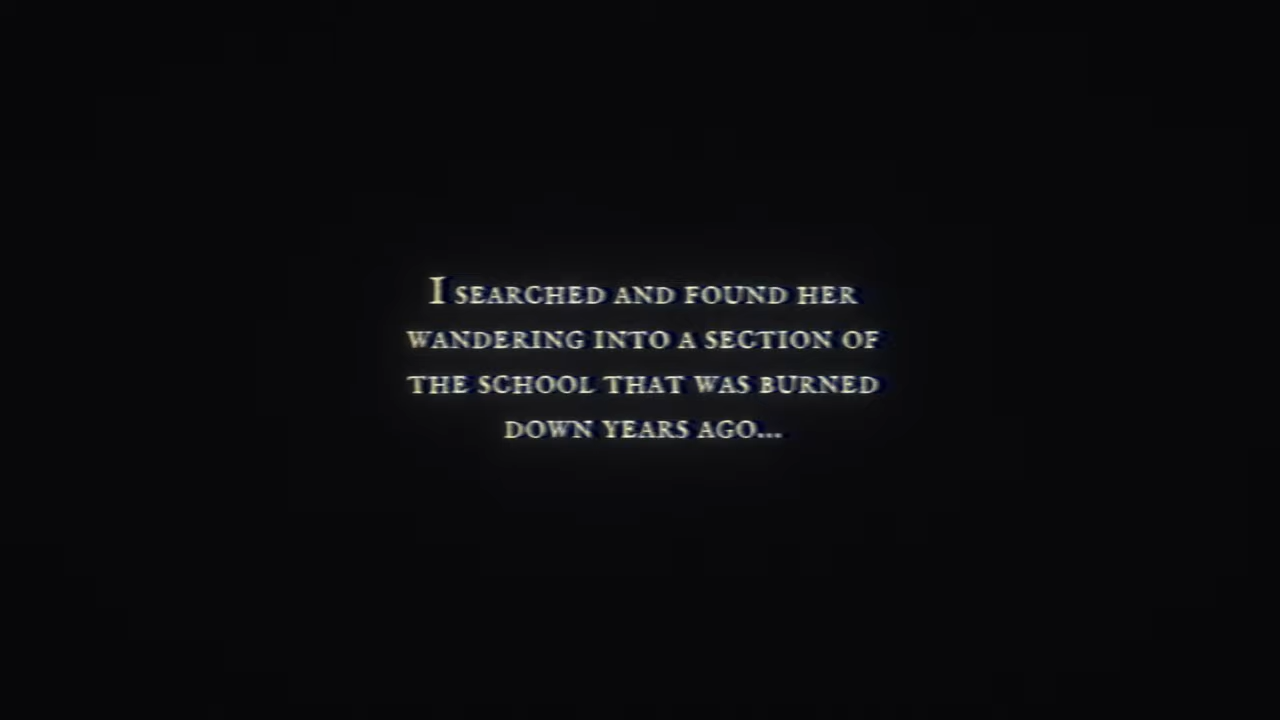 I SEARCHED AND FOUND HER
WANDERING INTO A SECTION OF
THE SCHOOL THAT WAS BURNED
DOWN YEARS AGO...